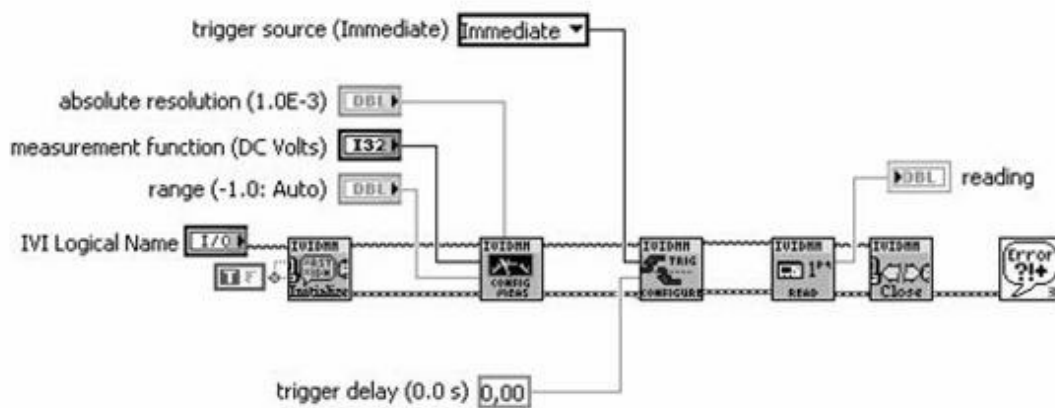 trigger source (Immediate) Immediate
absolute resolution (1.0E-3) DBL
measurement function (DC Volts) I32
range (-1.0: Auto) DBL
DBL reading
IVI Logical Name I/O
T F
IVIDMM Initialize
IVIDMM CONFIG MEAS
IVIDMM TRIG CONFIGURE
IVIDMM 1Pt READ
IVIDMM Close
Error ?!+
trigger delay (0.0 s) 0,00